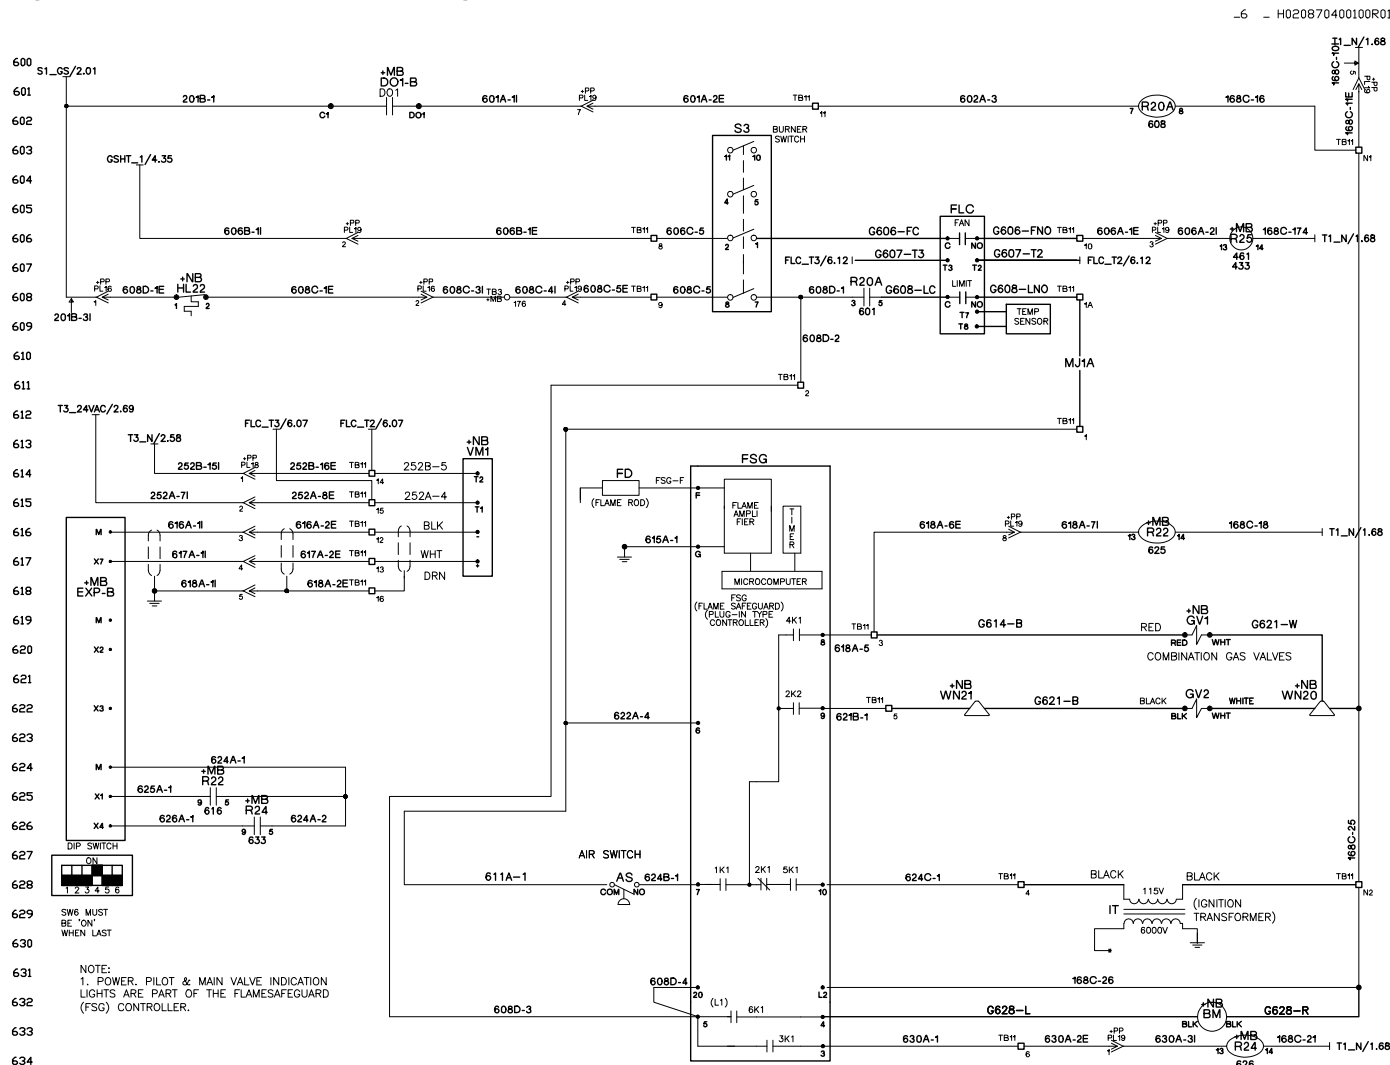 _6 _ H020870400100R01
600
S1_GS/2.01
+MB
DO1-B
DO1
T1_N/1.68
168C-10
5
+PP
PL19
168C-11E
601
201B-1
C1
DO1
601A-1I
+PP
PL19
7
601A-2E
TB11
11
602A-3
7
R20A
8
608
168C-16
602
603
S3
BURNER
SWITCH
11
10
TB11
N1
GSHT_1/4.35
604
4
5
605
606
606B-1I
+PP
PL19
2
606B-1E
TB11
8
606C-5
2
1
G606-FC
FLC
FAN
C
NO
G606-FNO
TB11
10
606A-1E
+PP
PL19
3
606A-2I
+MB
R25
13
14
461
433
168C-174
T1_N/1.68
607
FLC_T3/6.12
G607-T3
T3
T2
G607-T2
FLC_T2/6.12
608
201B-3I
+PP
PL16
1
608D-1E
+NB
HL22
1
2
608C-1E
+PP
PL16
2
608C-3I
TB3
+MB
176
608C-4I
+PP
PL19
4
608C-5E
TB11
9
608C-5
8
7
608D-1
R20A
3
5
601
G608-LC
LIMIT
C
NO
G608-LNO
TB11
1A
609
T7
T8
TEMP
SENSOR
608D-2
610
MJ1A
611
TB11
2
612
T3_24VAC/2.69
FLC_T3/6.07
FLC_T2/6.07
TB11
1
613
T3_N/2.58
+NB
VM1
614
252B-15I
+PP
PL18
1
252B-16E
TB11
14
252B-5
T2
FSG
FD
(FLAME ROD)
FSG-F
F
FLAME
AMPLI
FIER
TIMER
615
252A-7I
2
252A-8E
TB11
15
252A-4
T1
616
M
616A-1I
3
616A-2E
TB11
12
BLK
-
615A-1
G
618A-6E
+PP
PL19
8
618A-7I
+MB
R22
13
14
625
168C-18
T1_N/1.68
617
X7
617A-1I
4
617A-2E
TB11
13
WHT
+
DRN
+MB
EXP-B
618
618A-1I
5
618A-2E
TB11
16
MICROCOMPUTER
FSG
(FLAME SAFEGUARD)
(PLUG-IN TYPE
CONTROLLER)
619
M
4K1
8
618A-5
TB11
3
G614-B
RED
+NB
GV1
RED
WHT
G621-W
620
X2
COMBINATION GAS VALVES
621
622
X3
2K2
9
621B-1
TB11
5
+NB
WN21
G621-B
BLACK
GV2
BLK
WHT
WHITE
+NB
WN20
622A-4
6
623
624
M
624A-1
625
X1
625A-1
+MB
R22
9
5
616
626
X4
626A-1
+MB
R24
9
5
633
624A-2
168C-25
627
DIP SWITCH
ON
1 2 3 4 5 6
AIR SWITCH
628
611A-1
AS
COM
NO
624B-1
7
1K1
2K1
5K1
10
624C-1
TB11
4
BLACK
115V
BLACK
TB11
N2
629
SW6 MUST
BE 'ON'
WHEN LAST
IT
6000V
(IGNITION
TRANSFORMER)
630
631
NOTE:
1. POWER. PILOT & MAIN VALVE INDICATION
LIGHTS ARE PART OF THE FLAMESAFEGUARD
(FSG) CONTROLLER.
608D-4
20
L2
168C-26
632
608D-3
5
(L1)
6K1
4
G628-L
+NB
BM
BLK
BLK
G628-R
633
3K1
3
630A-1
TB11
6
630A-2E
+PP
PL19
1
630A-3I
+MB
R24
13
14
626
168C-21
T1_N/1.68
634